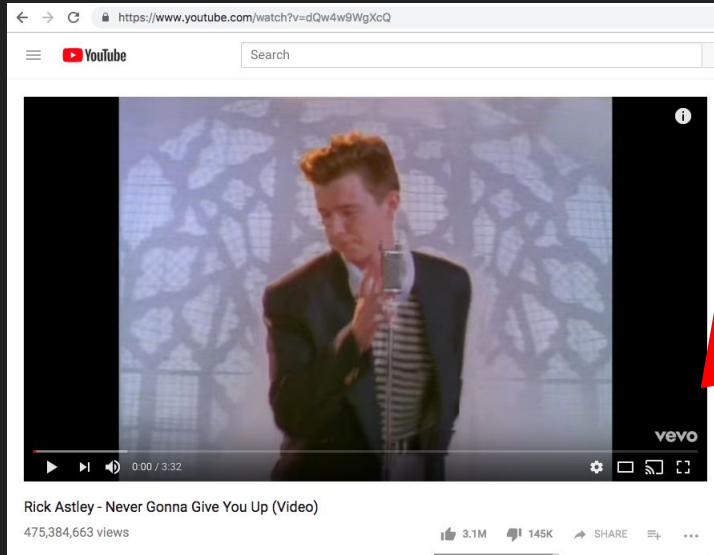 https://www.youtube.com/watch?v=dQw4w9WgXcQ
YouTube
Search
i
vevo
0:00 / 3:32
Rick Astley - Never Gonna Give You Up (Video)
475,384,663 views
3.1M 145K SHARE